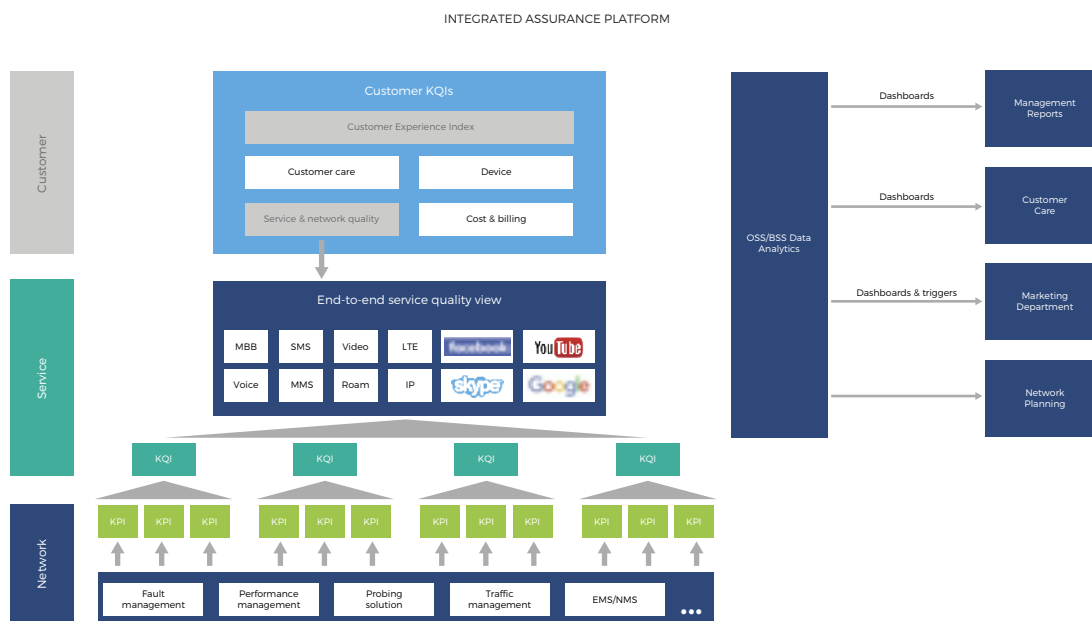 INTEGRATED ASSURANCE PLATFORM
Customer
Customer KQIs
Customer Experience Index
Customer care
Device
Service & network quality
Cost & billing
Service
End-to-end service quality view
MBB
SMS
Video
LTE
facebook
YouTube
Voice
MMS
Roam
IP
skype
Google
KQI
KQI
KQI
KQI
Network
KPI
KPI
KPI
KPI
KPI
KPI
KPI
KPI
KPI
KPI
KPI
KPI
Fault
management
Performance
management
Probing
solution
Traffic
management
EMS/NMS
...
OSS/BSS Data
Analytics
Dashboards
Management
Reports
Dashboards
Customer
Care
Dashboards & triggers
Marketing
Department
Network
Planning